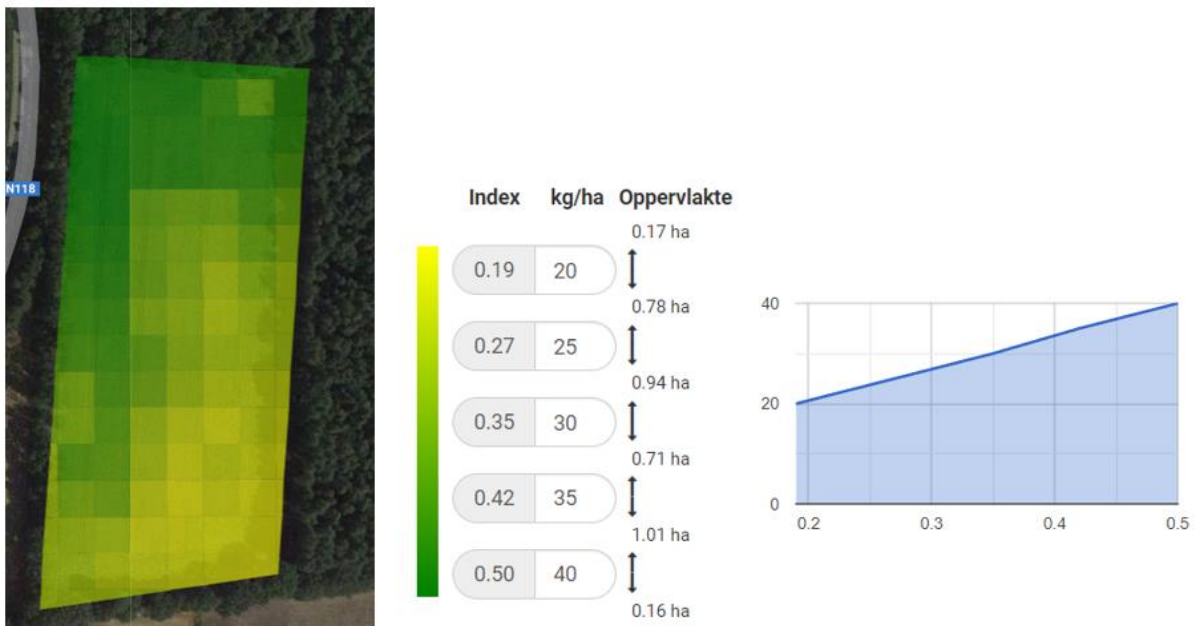 N118
Index kg/ha Oppervlakte
0.17 ha
0.19 20
0.78 ha
0.27 25
0.94 ha
0.35 30
0.71 ha
0.42 35
1.01 ha
0.50 40
0.16 ha
40
20
0
0.2 0.3 0.4 0.5